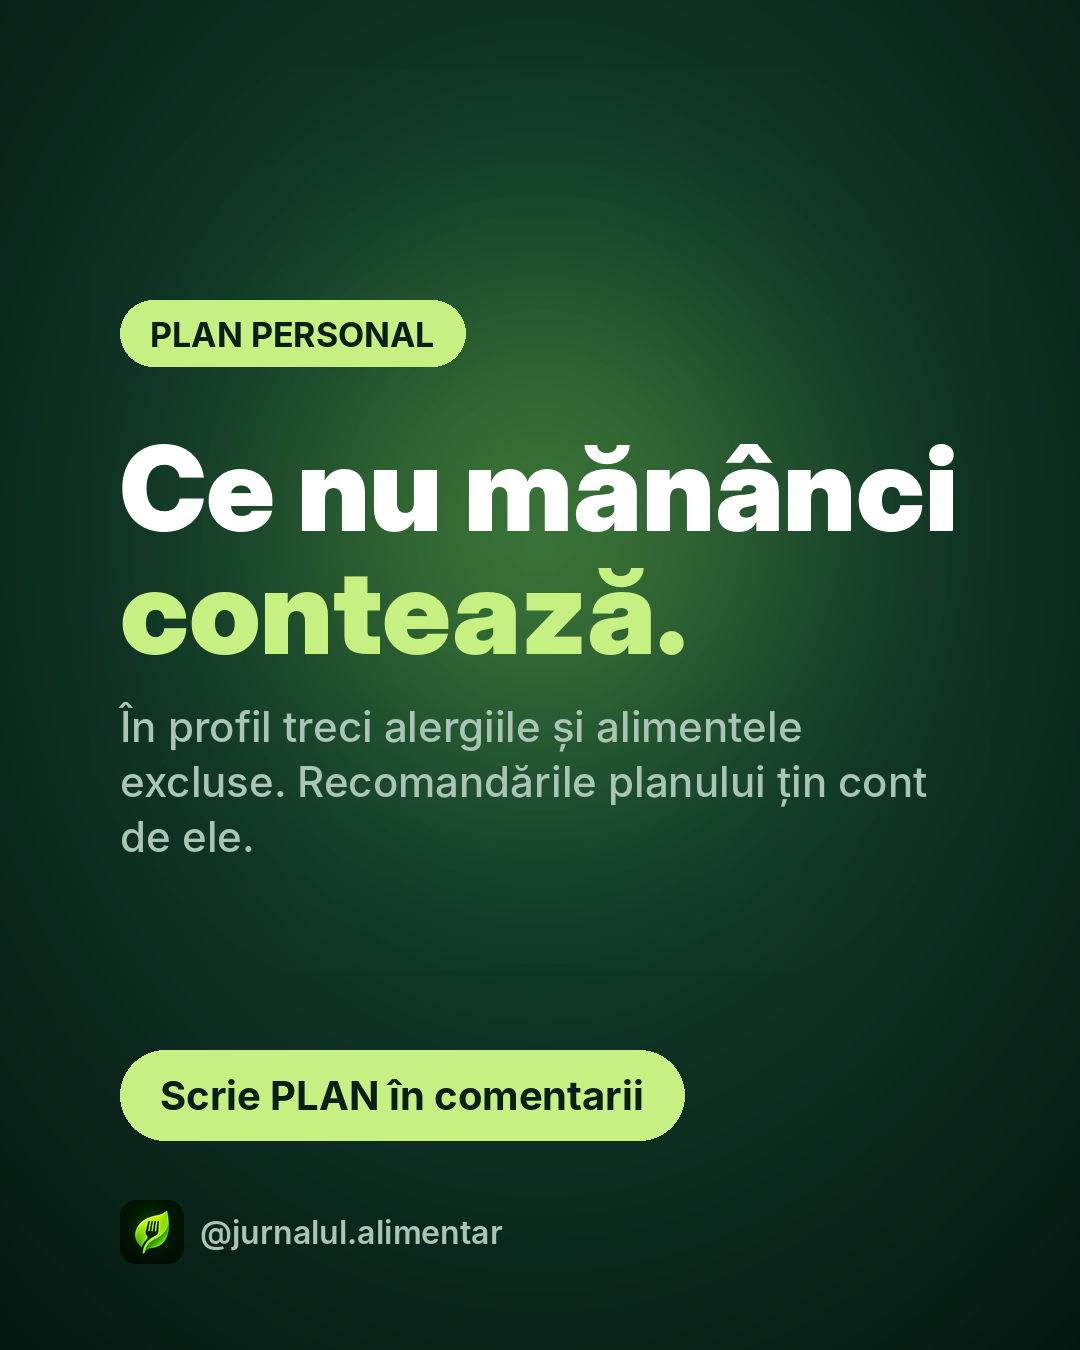 PLAN PERSONAL
Ce nu mănânci
contează.
În profil treci alergiile și alimentele
excluse. Recomandările planului țin cont
de ele.
Scrie PLAN în comentarii
@jurnalul.alimentar